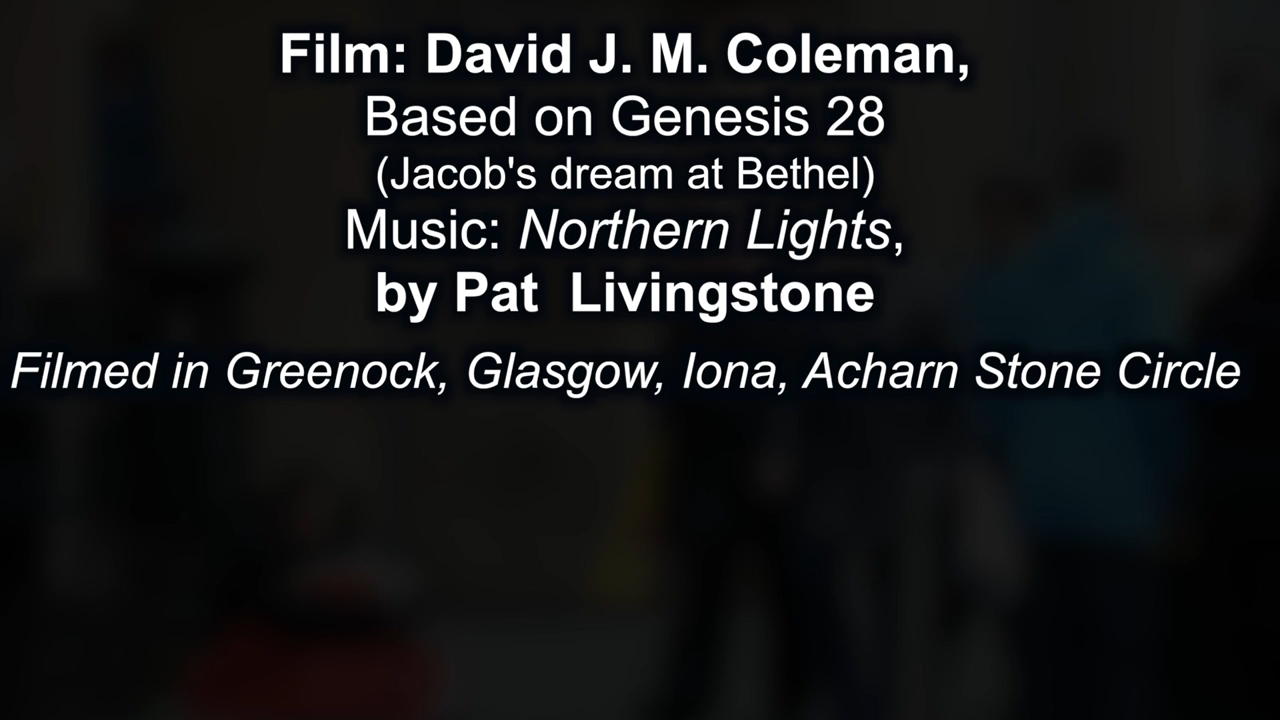 Film: David J. M. Coleman,
Based on Genesis 28
(Jacob's dream at Bethel)
Music: Northern Lights,
by Pat  Livingstone
Filmed in Greenock, Glasgow, Iona, Acharn Stone Circle